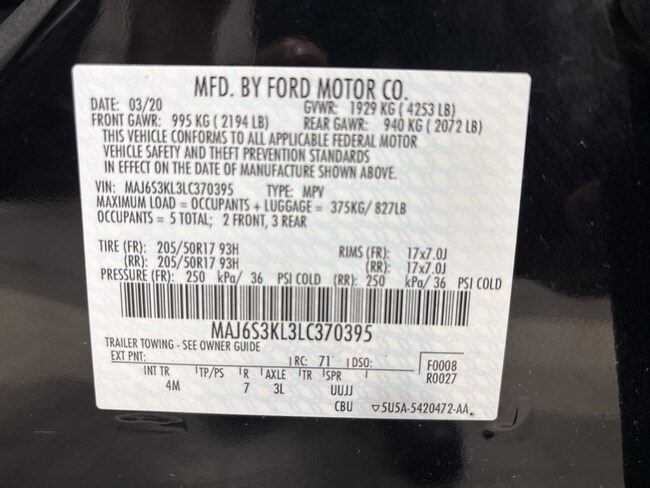 MFD. BY FORD MOTOR CO.
DATE: 03/20 GVWR: 1929 KG ( 4253 LB)
FRONT GAWR: 995 KG ( 2194 LB) REAR GAWR: 940 KG ( 2072 LB)
THIS VEHICLE CONFORMS TO ALL APPLICABLE FEDERAL MOTOR
VEHICLE SAFETY AND THEFT PREVENTION STANDARDS
IN EFFECT ON THE DATE OF MANUFACTURE SHOWN ABOVE.
VIN: MAJ6S3KL3LC370395 TYPE: MPV
MAXIMUM LOAD = OCCUPANTS + LUGGAGE = 375KG/ 827LB
OCCUPANTS = 5 TOTAL; 2 FRONT, 3 REAR
TIRE (FR): 205/50R17 93H RIMS (FR): 17x7.0J
(RR): 205/50R17 93H (RR): 17x7.0J
PRESSURE (FR): 250 kPa/ 36 PSI COLD (RR): 250 kPa/ 36 PSI COLD
MAJ6S3KL3LC370395
TRAILER TOWING - SEE OWNER GUIDE
EXT PNT: RC: 71 DSO: F0008
R0027
INT TR TP/PS R AXLE TR SPR
4M 7 3L UUJJ
CBU ▽5U5A-5420472-AA